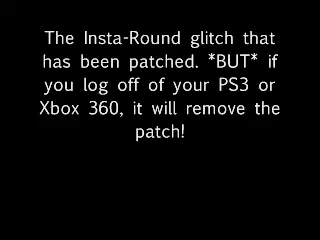 The Insta-Round glitch that
has been patched. *BUT* if
you log off of your PS3 or
Xbox 360, it will remove the
patch!